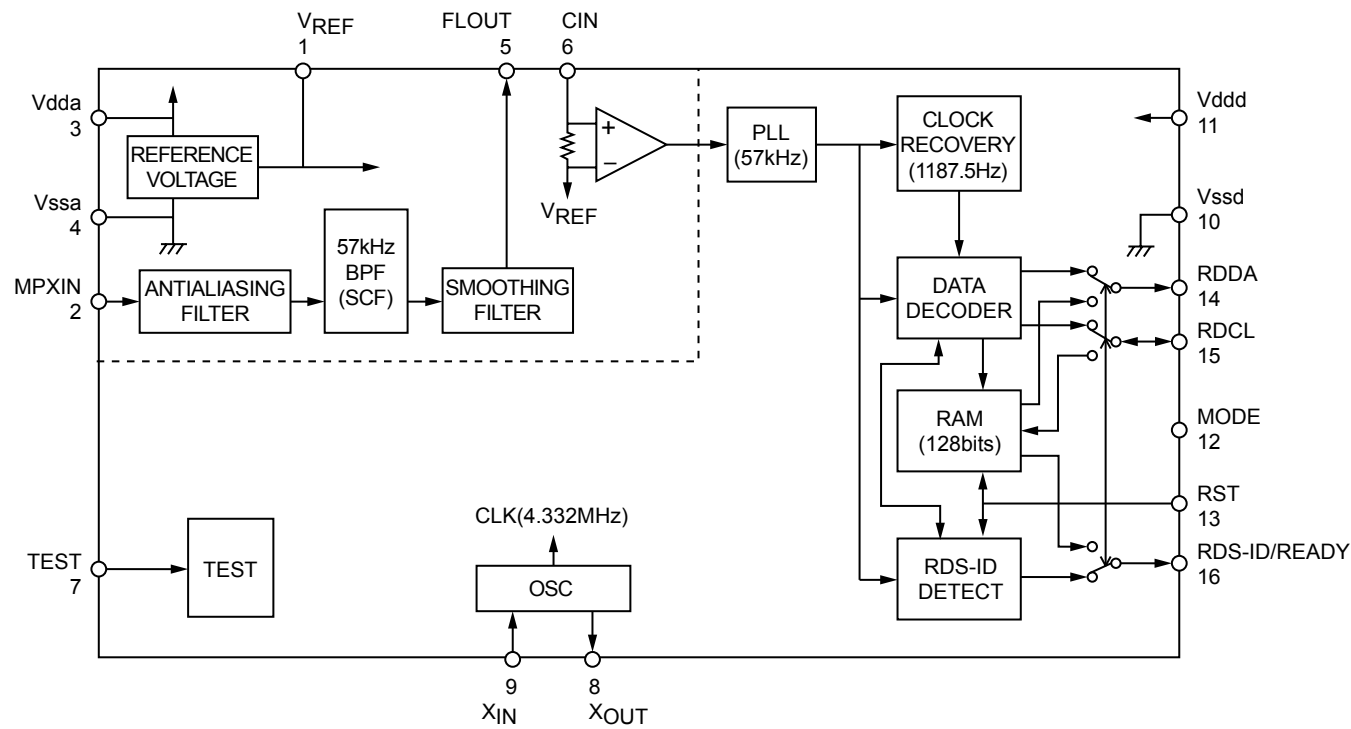 VREF
1
FLOUT
5
CIN
6
Vdda
3
REFERENCE
VOLTAGE
Vssa
4
MPXIN
2
ANTIALIASING
FILTER
57kHz
BPF
(SCF)
SMOOTHING
FILTER
+
−
VREF
PLL
(57kHz)
CLOCK
RECOVERY
(1187.5Hz)
DATA
DECODER
RAM
(128bits)
RDS-ID
DETECT
Vddd
11
Vssd
10
RDDA
14
RDCL
15
MODE
12
RST
13
RDS-ID/READY
16
TEST
7
TEST
CLK(4.332MHz)
OSC
9
XIN
8
XOUT